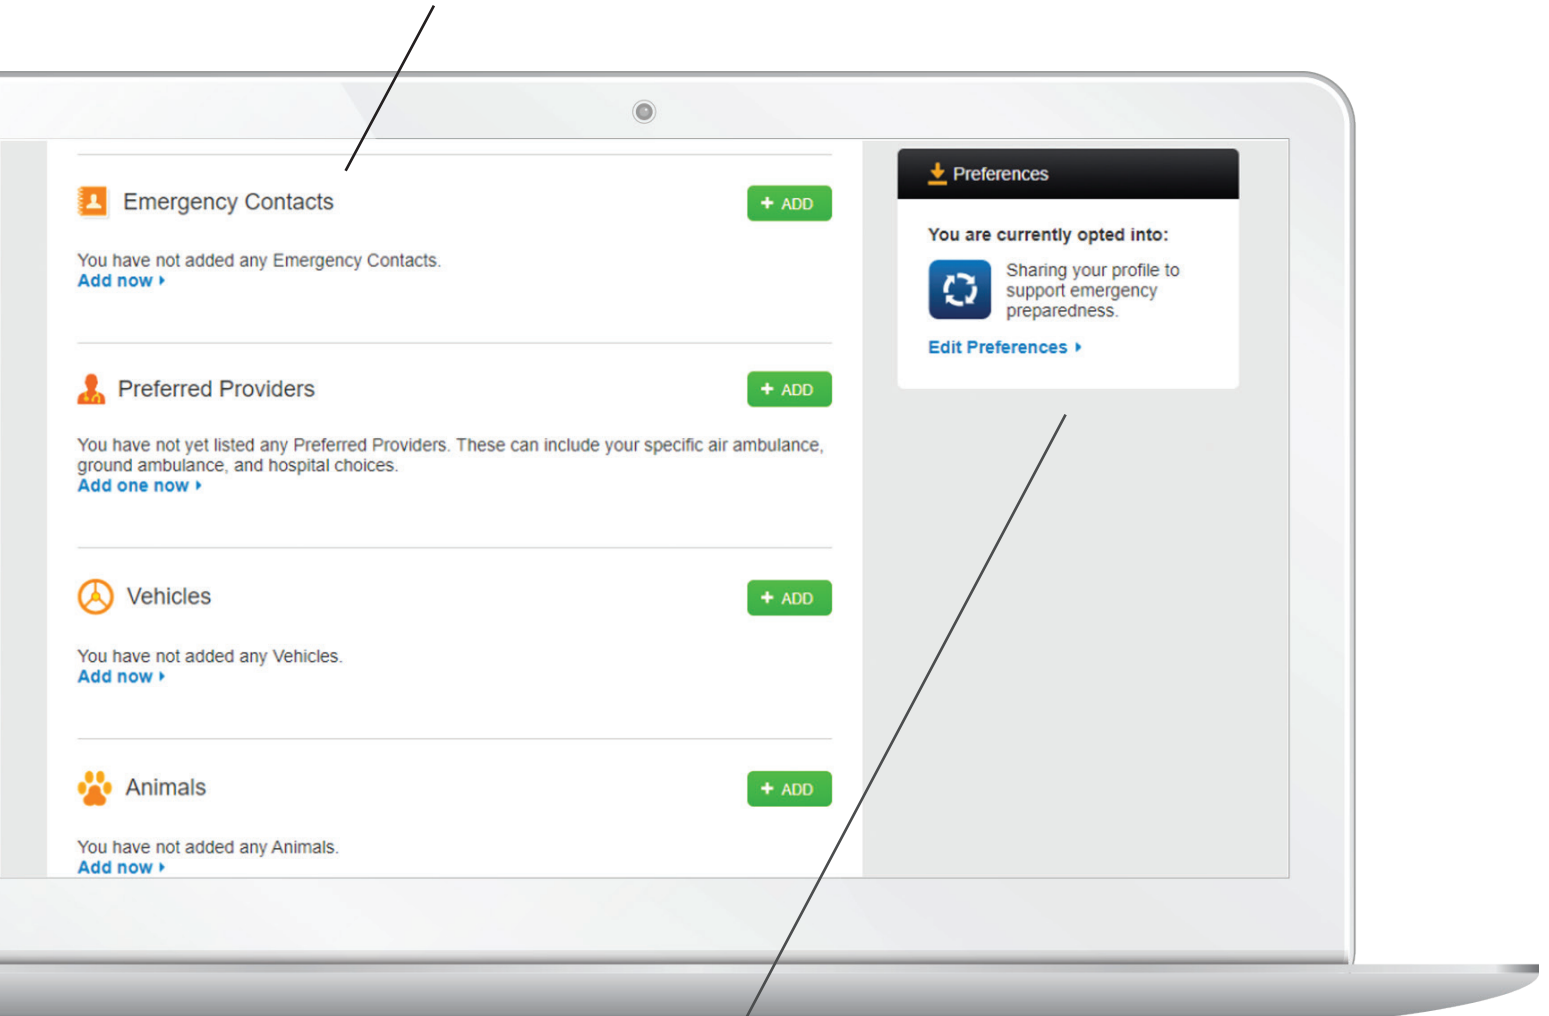 Emergency Contacts
+ ADD
You have not added any Emergency Contacts.
Add now
Preferred Providers
+ ADD
You have not yet listed any Preferred Providers. These can include your specific air ambulance,
ground ambulance, and hospital choices.
Add one now
Vehicles
+ ADD
You have not added any Vehicles.
Add now
Animals
+ ADD
You have not added any Animals.
Add now
Preferences
You are currently opted into:
Sharing your profile to
support emergency
preparedness.
Edit Preferences